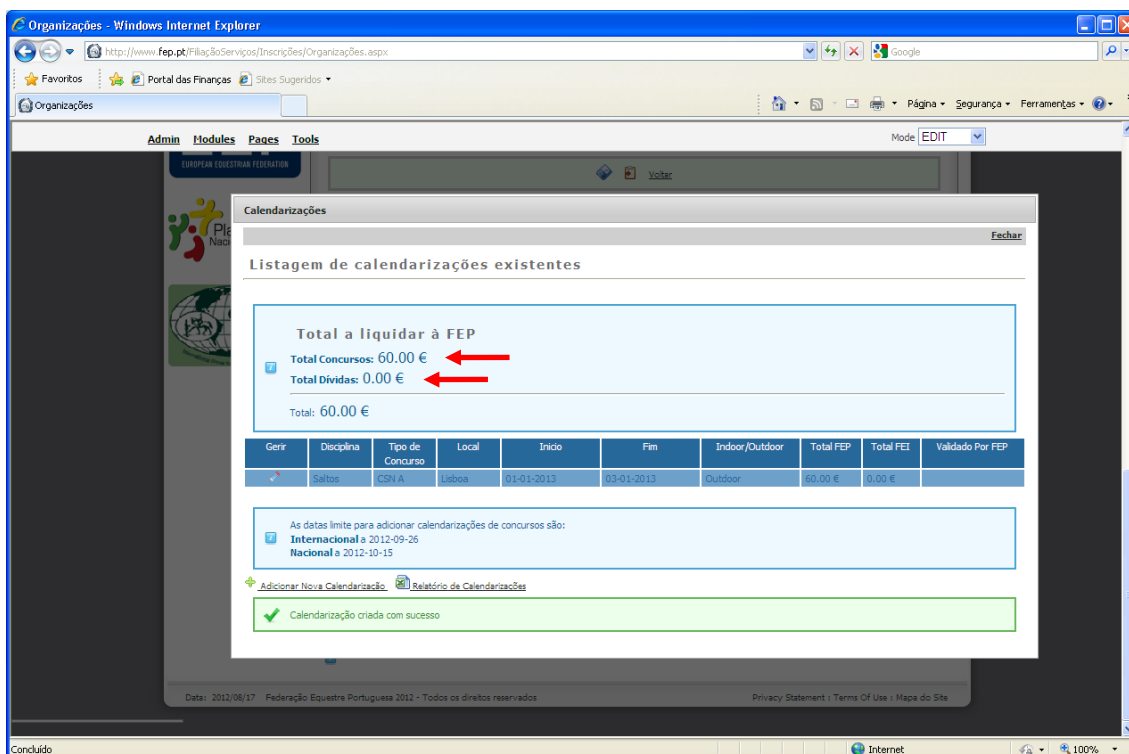 Organizações - Windows Internet Explorer
http://www.fep.pt/FiliaçãoServiços/Inscrições/Organizações.aspx
Google
Favoritos Portal das Finanças Sites Sugeridos
Organizações
Página Segurança Ferramentas
Admin Modules Pages Tools
Mode EDIT
EUROPEAN EQUESTRIAN FEDERATION
Voltar
Calendarizações
Fechar
Listagem de calendarizações existentes
Total a liquidar à FEP
Total Concursos: 60.00 €
Total Dívidas: 0.00 €
Total: 60.00 €
Gerir Disciplina Tipo de Concurso Local Inicio Fim Indoor/Outdoor Total FEP Total FEI Validado Por FEP
Saltos CSN A Lisboa 01-01-2013 03-01-2013 Outdoor 60.00 € 0.00 €
As datas limite para adicionar calendarizações de concursos são:
Internacional a 2012-09-26
Nacional a 2012-10-15
Adicionar Nova Calendarização Relatório de Calendarizações
Calendarização criada com sucesso
Data: 2012/08/17 Federação Equestre Portuguesa 2012 - Todos os direitos reservados
Privacy Statement : Terms Of Use : Mapa do Site
Concluído
Internet
100%